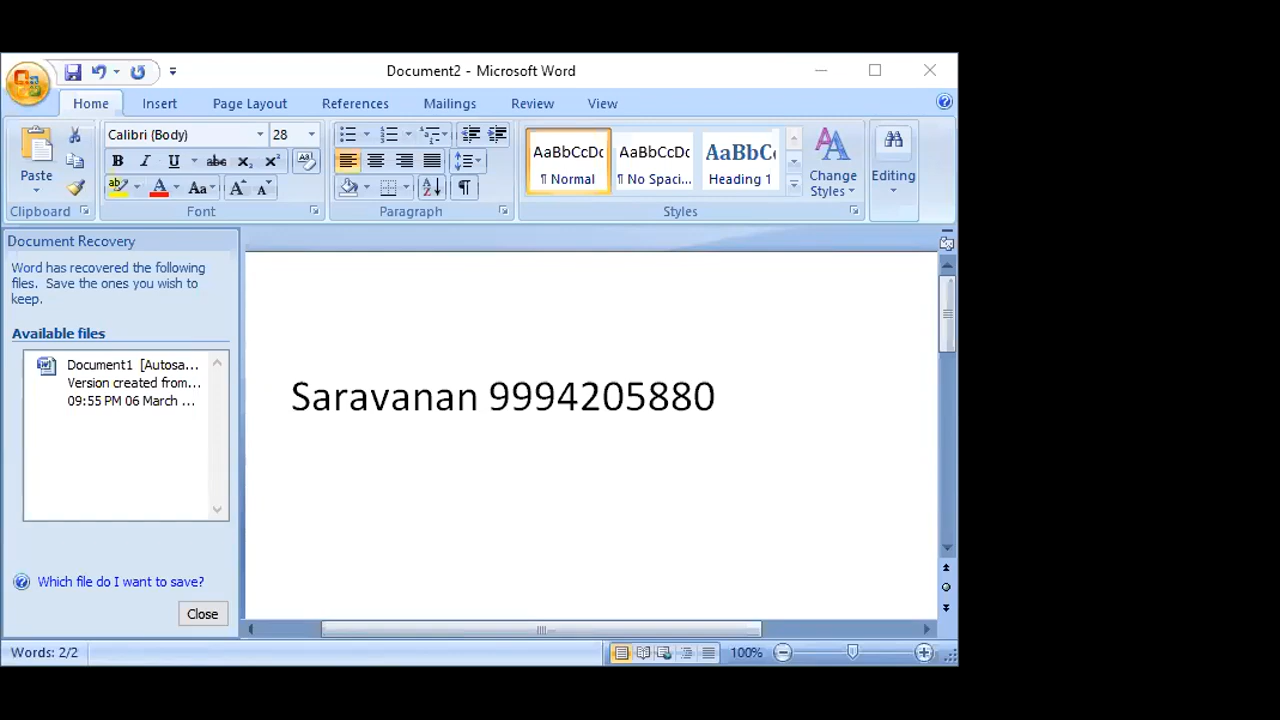 Document2 - Microsoft Word
Home Insert Page Layout References Mailings Review View
Calibri (Body) 28
Paste
Clipboard
Font
Paragraph
AaBbCcDc AaBbCcDc AaBbC
¶ Normal ¶ No Spaci... Heading 1
Change
Styles
Editing
Styles
Document Recovery
Word has recovered the following
files. Save the ones you wish to
keep.
Available files
Document1 [Autosa...
Version created from...
09:55 PM 06 March ...
Which file do I want to save?
Close
Saravanan 9994205880
Words: 2/2
100%